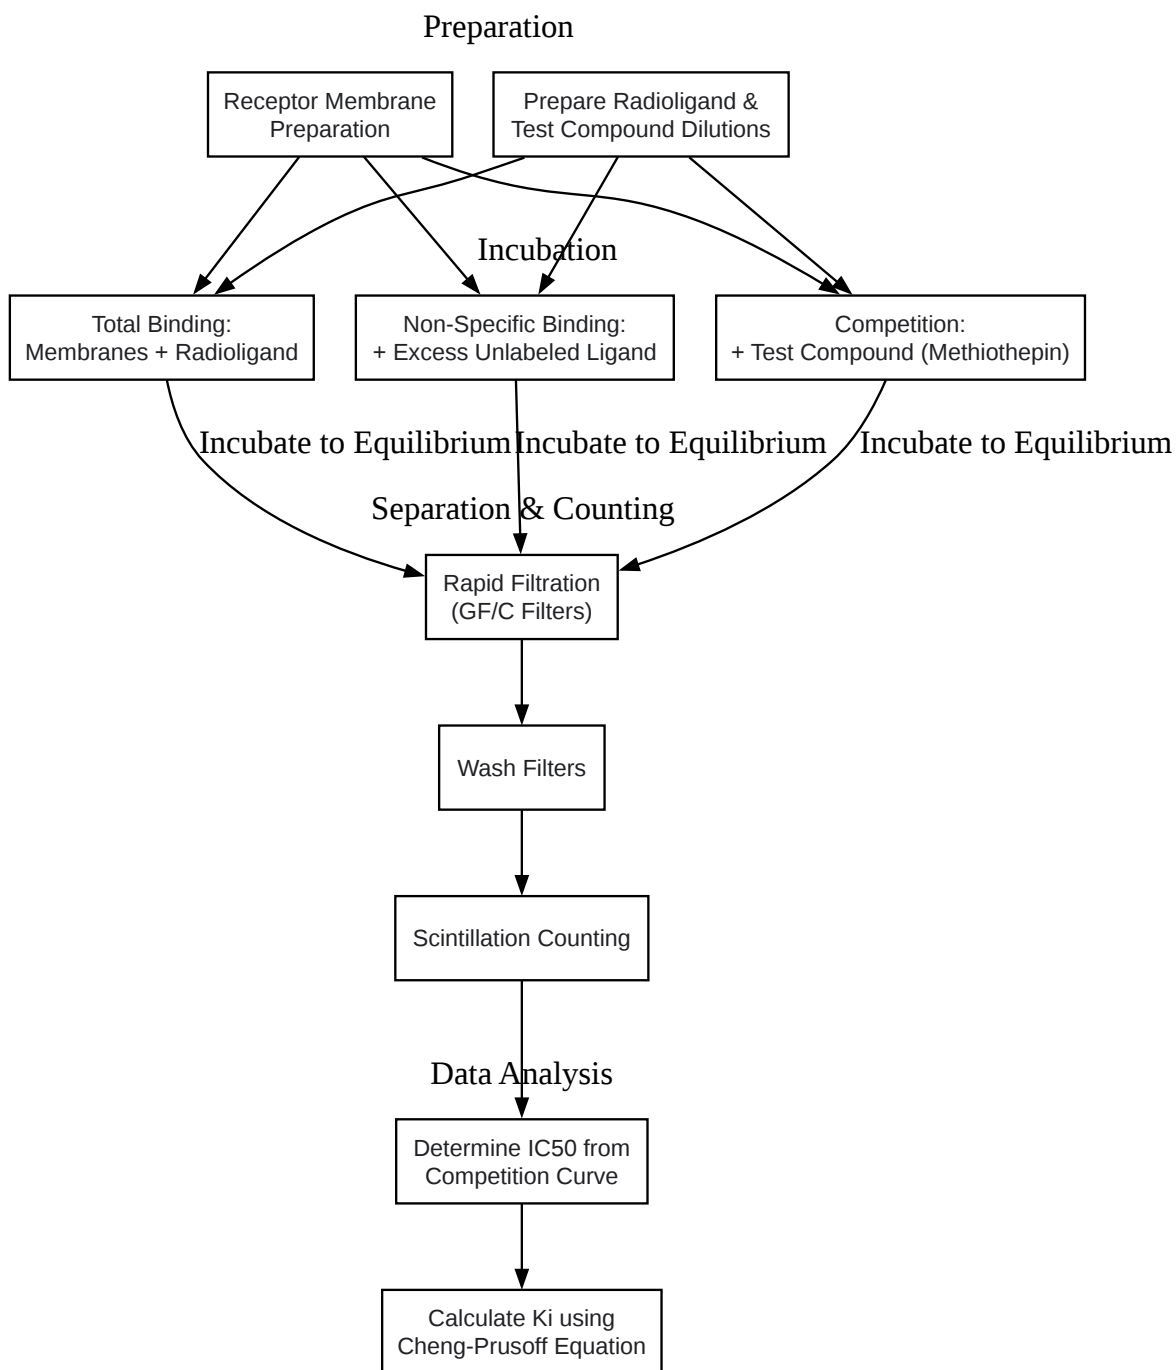 Preparation
Receptor Membrane
Preparation
Prepare Radioligand &
Test Compound Dilutions
Incubation
Total Binding:
Membranes + Radioligand
Non-Specific Binding:
+ Excess Unlabeled Ligand
Competition:
+ Test Compound (Methiothepin)
Incubate to Equilibrium
Incubate to Equilibrium
Incubate to Equilibrium
Separation & Counting
Rapid Filtration
(GF/C Filters)
Wash Filters
Scintillation Counting
Data Analysis
Determine IC50 from
Competition Curve
Calculate Ki using
Cheng-Prusoff Equation